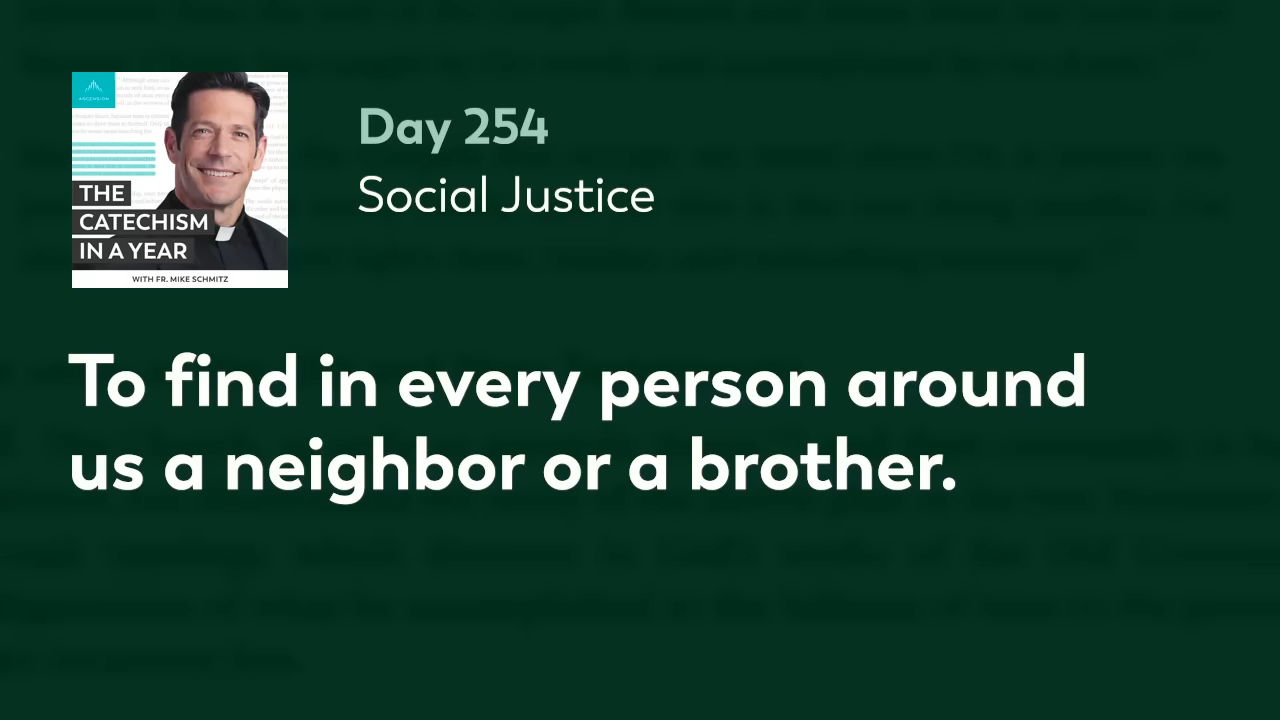 ASCENSION
THE
CATECHISM
IN A YEAR
WITH FR. MIKE SCHMITZ
Day 254
Social Justice
To find in every person around
us a neighbor or a brother.